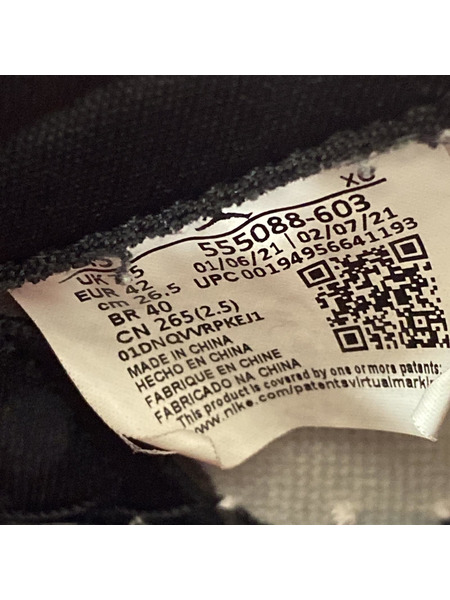 XC
555088-603
01/06/21 | 02/07/21
UPC 00194956641193
UK
EUR 42
cm 26.5
BR 40
CN 265(2.5)
01DNQVVRPKEJ1
MADE IN CHINA
HECHO EN CHINA
FABRIQUE EN CHINE
FABRICADO NA CHINA
This product is covered by one or more patents:
www.nike.com/patentsvirtualmarki